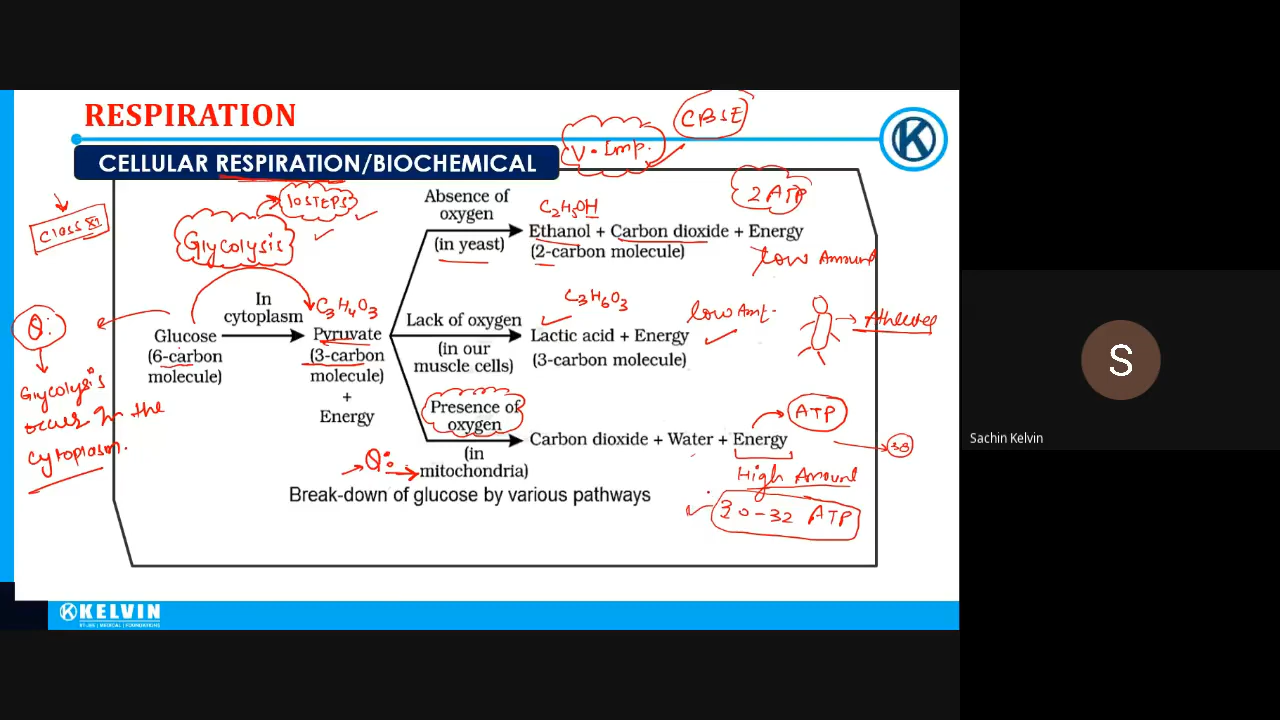 RESPIRATION
CBSE
V. Imp.
CELLULAR RESPIRATION/BIOCHEMICAL
Class XI
10 STEPS
Glycolysis
Absence of
oxygen
(in yeast)
C2H5OH
Ethanol + Carbon dioxide + Energy
(2-carbon molecule)
2 ATP
low Amount
In
cytoplasm
Glucose
(6-carbon
molecule)
C3H4O3
Pyruvate
(3-carbon
molecule)
+
Energy
Lack of oxygen
(in our
muscle cells)
C3H6O3
Lactic acid + Energy
(3-carbon molecule)
low Amt.
Q:
Glycolysis
occurs in the
cytoplasm.
Presence of
oxygen
(in
mitochondria)
Q:
Carbon dioxide + Water + Energy
ATP
38
High Amount
30-32 ATP
Break-down of glucose by various pathways
K
KELVIN
IIT-JEE | MEDICAL | FOUNDATIONS
S
Sachin Kelvin